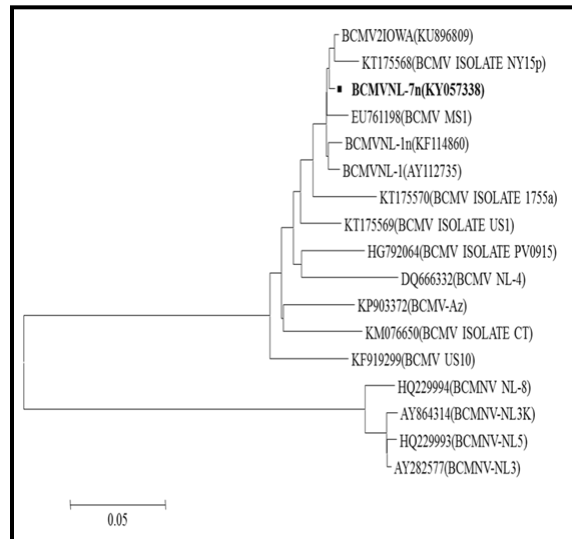 BCMV2IOWA(KU896809)
KT175568(BCMV ISOLATE NY15p)
BCMVNL-7n(KY057338)
EU761198(BCMV MS1)
BCMVNL-1n(KF114860)
BCMVNL-1(AY112735)
KT175570(BCMV ISOLATE 1755a)
KT175569(BCMV ISOLATE US1)
HG792064(BCMV ISOLATE PV0915)
DQ666332(BCMV NL-4)
KP903372(BCMV-Az)
KM076650(BCMV ISOLATE CT)
KF919299(BCMV US10)
HQ229994(BCMNV NL-8)
AY864314(BCMNV-NL3K)
HQ229993(BCMNV-NL5)
AY282577(BCMNV-NL3)
0.05